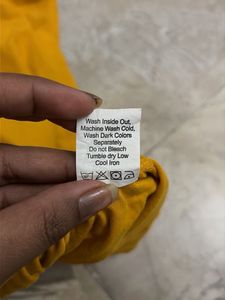 Wash Inside Out,
Machine Wash Cold,
Wash Dark Colors
Separately
Do not Bleach
Tumble dry Low
Cool Iron